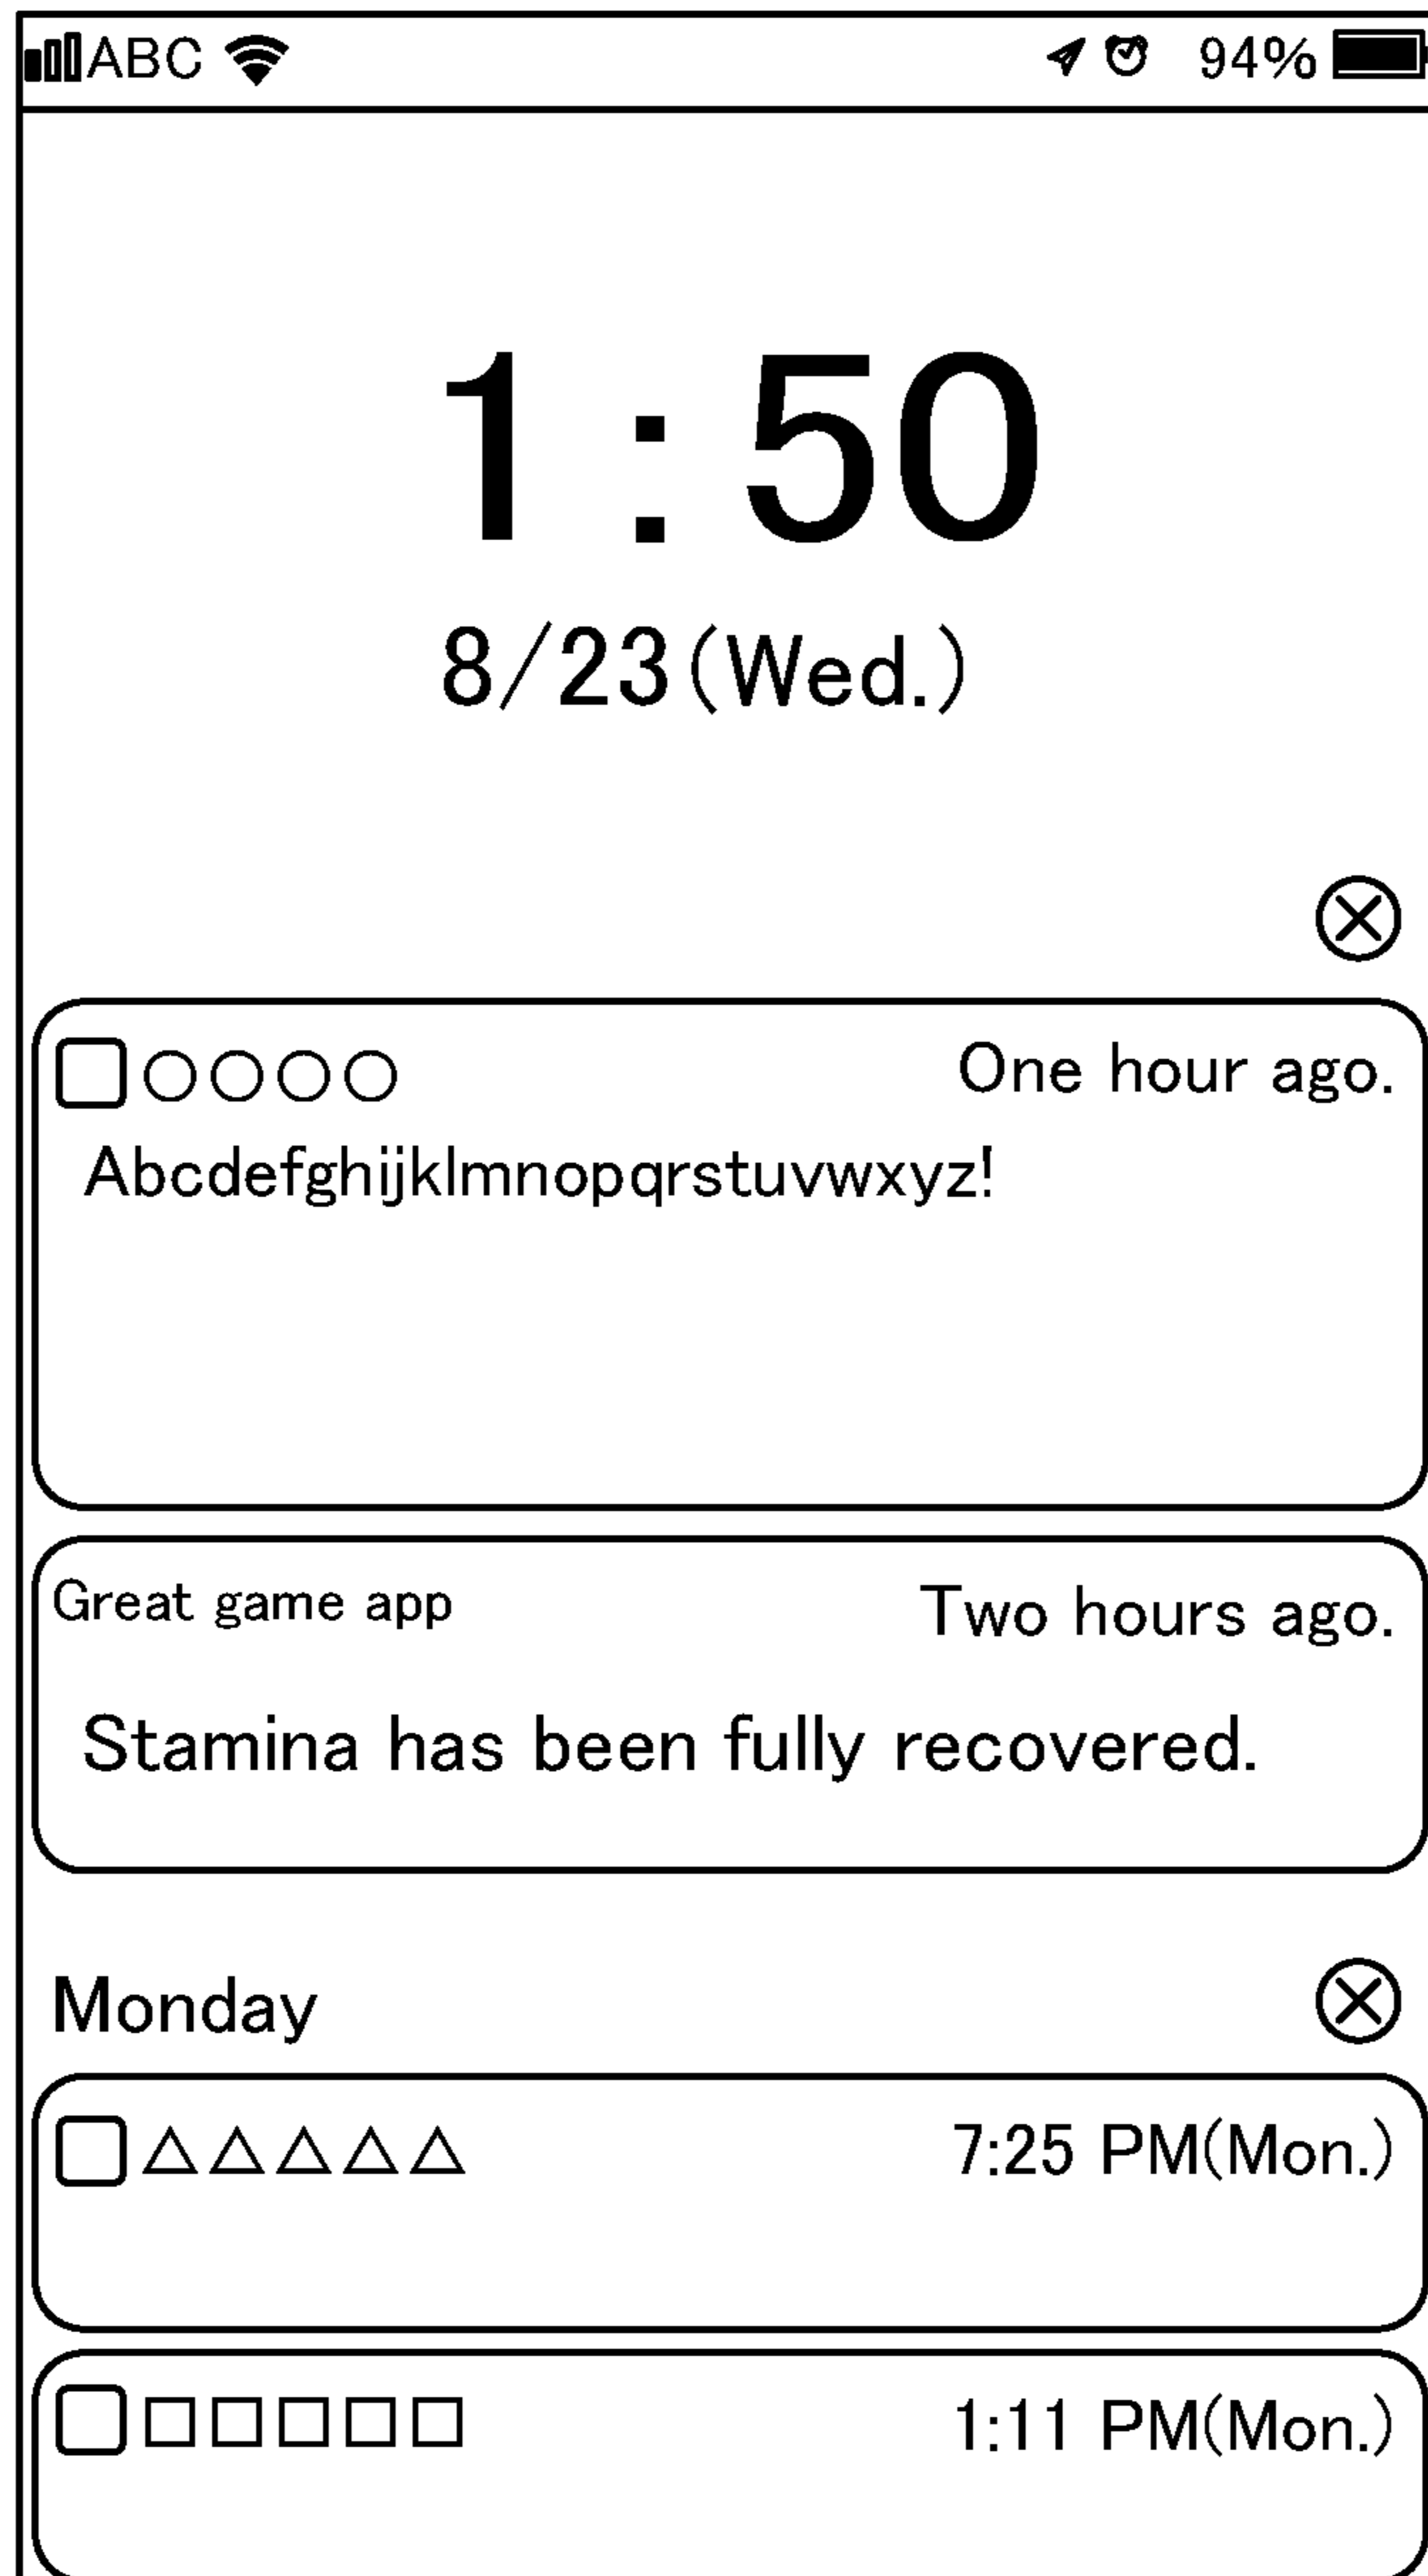 ABC 94%
1:50
8/23(Wed.)
○○○○ One hour ago.
Abcdefghijklmnopqrstuvwxyz!
Great game app Two hours ago.
Stamina has been fully recovered.
Monday
△△△△△ 7:25 PM(Mon.)
□□□□□ 1:11 PM(Mon.)